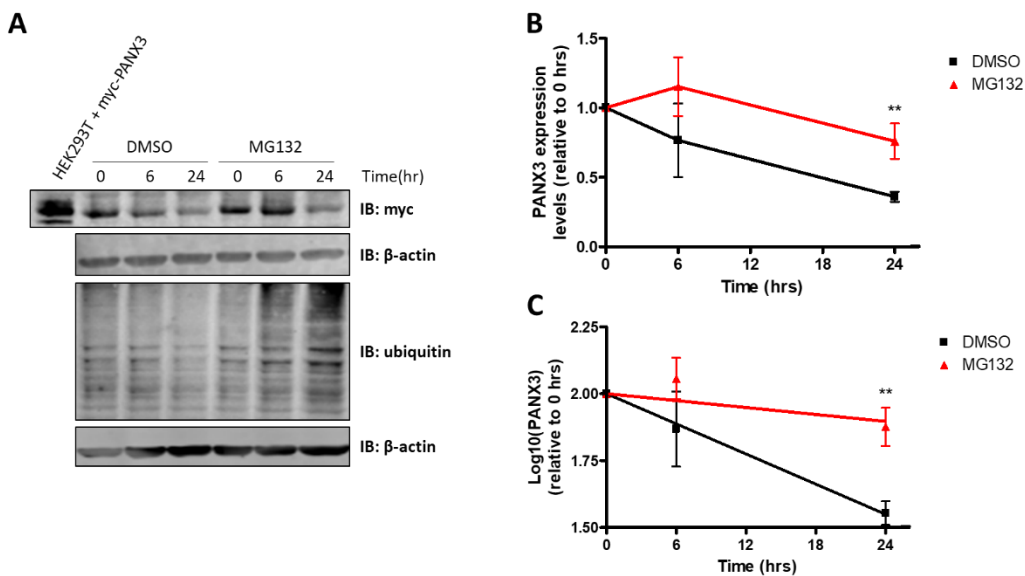 A
HEK293T + myc-PANX3
DMSO MG132
0 6 24 0 6 24 Time(hr)
IB: myc
IB: β-actin
IB: ubiquitin
IB: β-actin
B
1.5
1.0
0.5
0.0
0 6 12 18 24
PANX3 expression
levels (relative to 0 hrs)
Time (hrs)
**
DMSO
MG132
C
2.25
2.00
1.75
1.50
0 6 12 18 24
Log10(PANX3)
(relative to 0 hrs)
Time (hrs)
**
DMSO
MG132